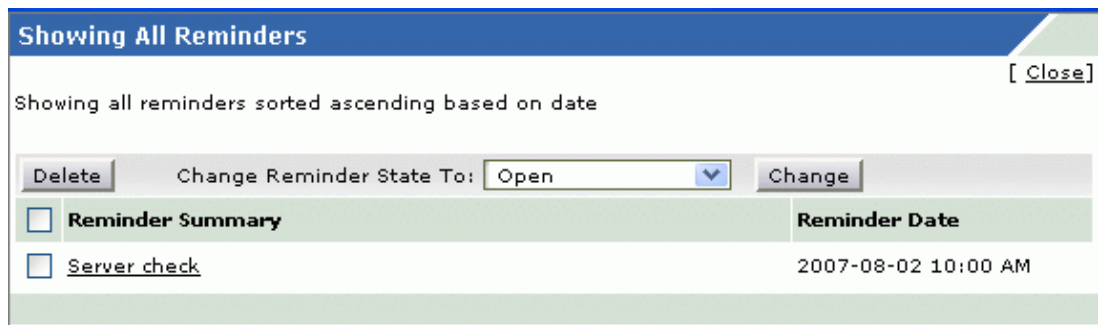 Showing All Reminders
[ Close]
Showing all reminders sorted ascending based on date
Delete Change Reminder State To: Open Change
Reminder Summary Reminder Date
Server check 2007-08-02 10:00 AM